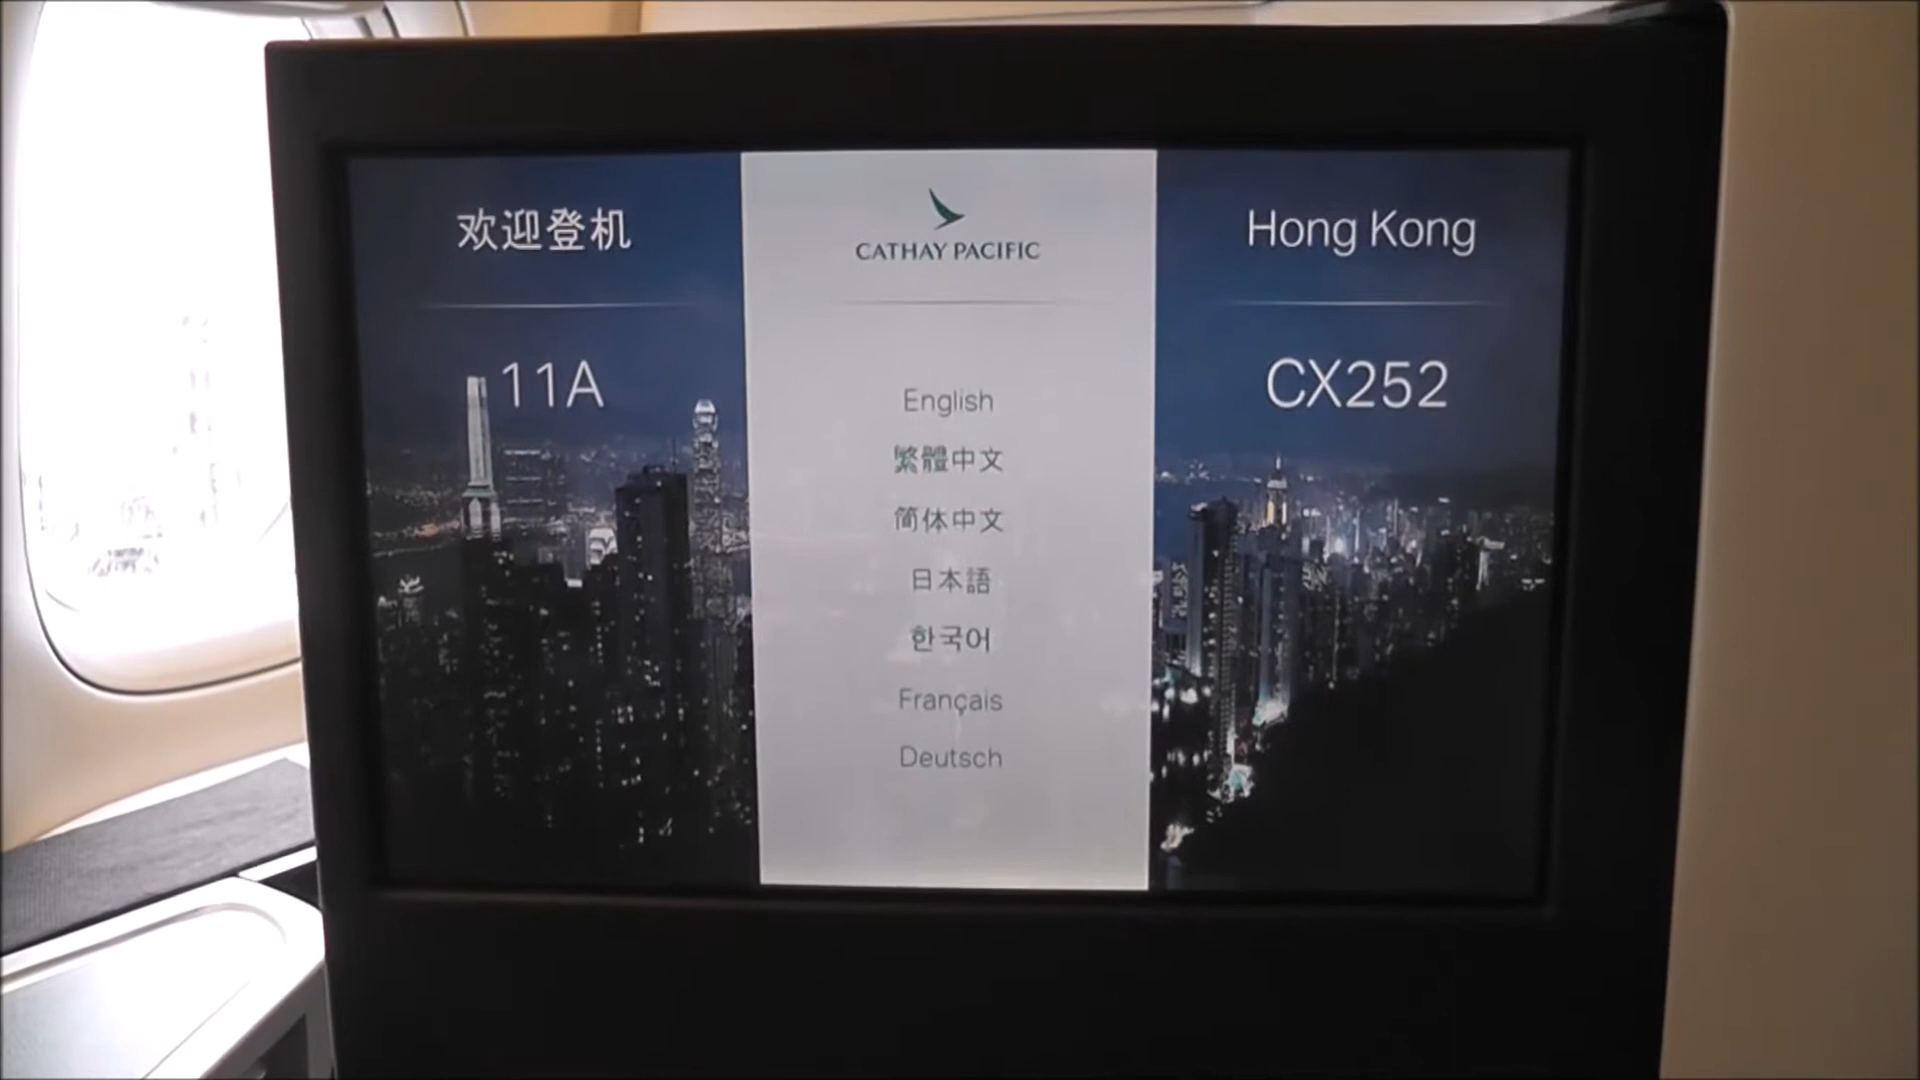 欢迎登机
11A
CATHAY PACIFIC
English
繁體中文
简体中文
日本語
한국어
Français
Deutsch
Hong Kong
CX252